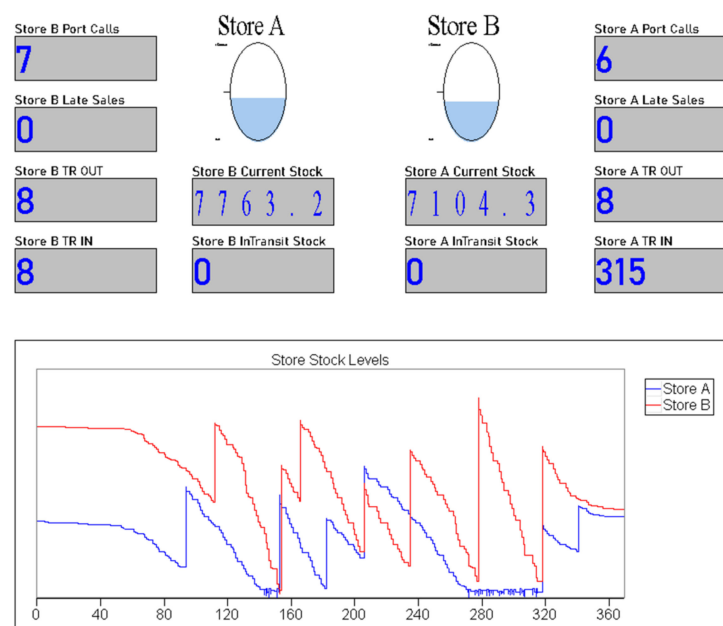 Store A
Store B
Store B Port Calls
7
Store A Port Calls
6
Store B Late Sales
0
Store A Late Sales
0
Store B TR OUT
8
Store B Current Stock
7763.2
Store A Current Stock
7104.3
Store A TR OUT
8
Store B TR IN
8
Store B InTransit Stock
0
Store A InTransit Stock
0
Store A TR IN
315
Store Stock Levels
Store A
Store B
0 40 80 120 160 200 240 280 320 360